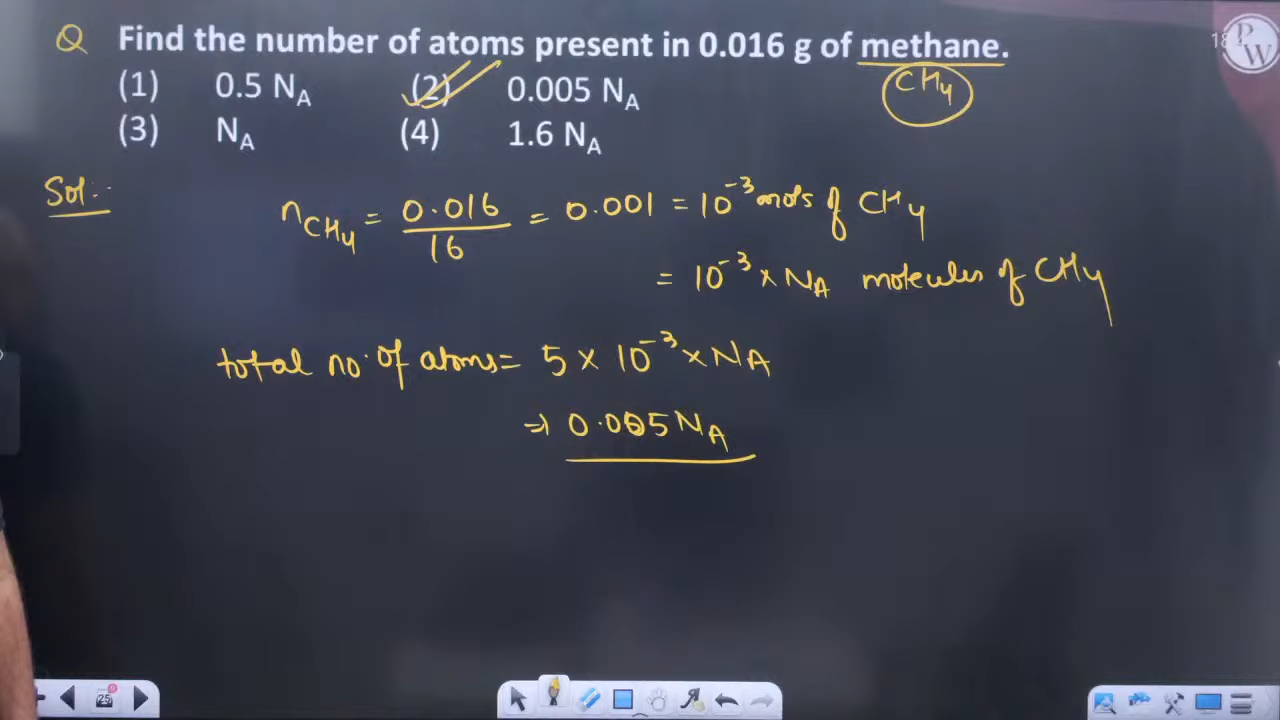 Q Find the number of atoms present in 0.016 g of methane.
CH₄
(1) 0.5 N_A (2) 0.005 N_A
(3) N_A (4) 1.6 N_A
Sol:-
n_CH₄ = 0.016/16 = 0.001 = 10⁻³ mols of CH₄
= 10⁻³ × N_A molecules of CH₄
total no. of atoms = 5 × 10⁻³ × N_A
⇒ 0.005 N_A
PW
25